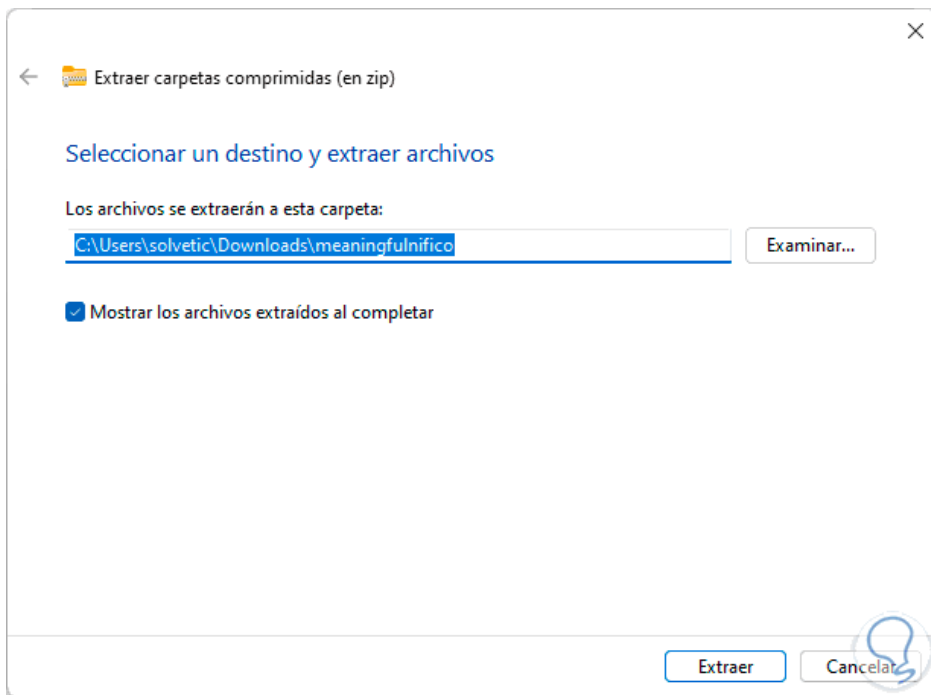 Extraer carpetas comprimidas (en zip)
Seleccionar un destino y extraer archivos
Los archivos se extraerán a esta carpeta:
C:\Users\solvetic\Downloads\meaningfulnifico
Examinar...
Mostrar los archivos extraídos al completar
Extraer
Cancelar